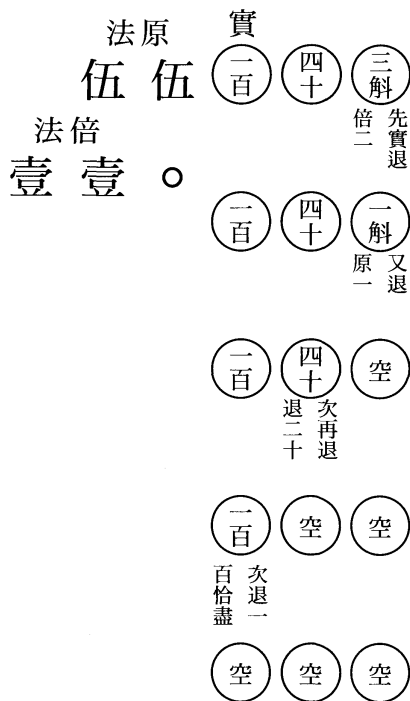 實
三斛 四十 一百
先實退
倍二
原法
伍伍
倍法
○壹壹
一斛 四十 一百
又退
原一
空 四十 一百
次再退
退二十
空 空 一百
次退一
百恰盡
空 空 空